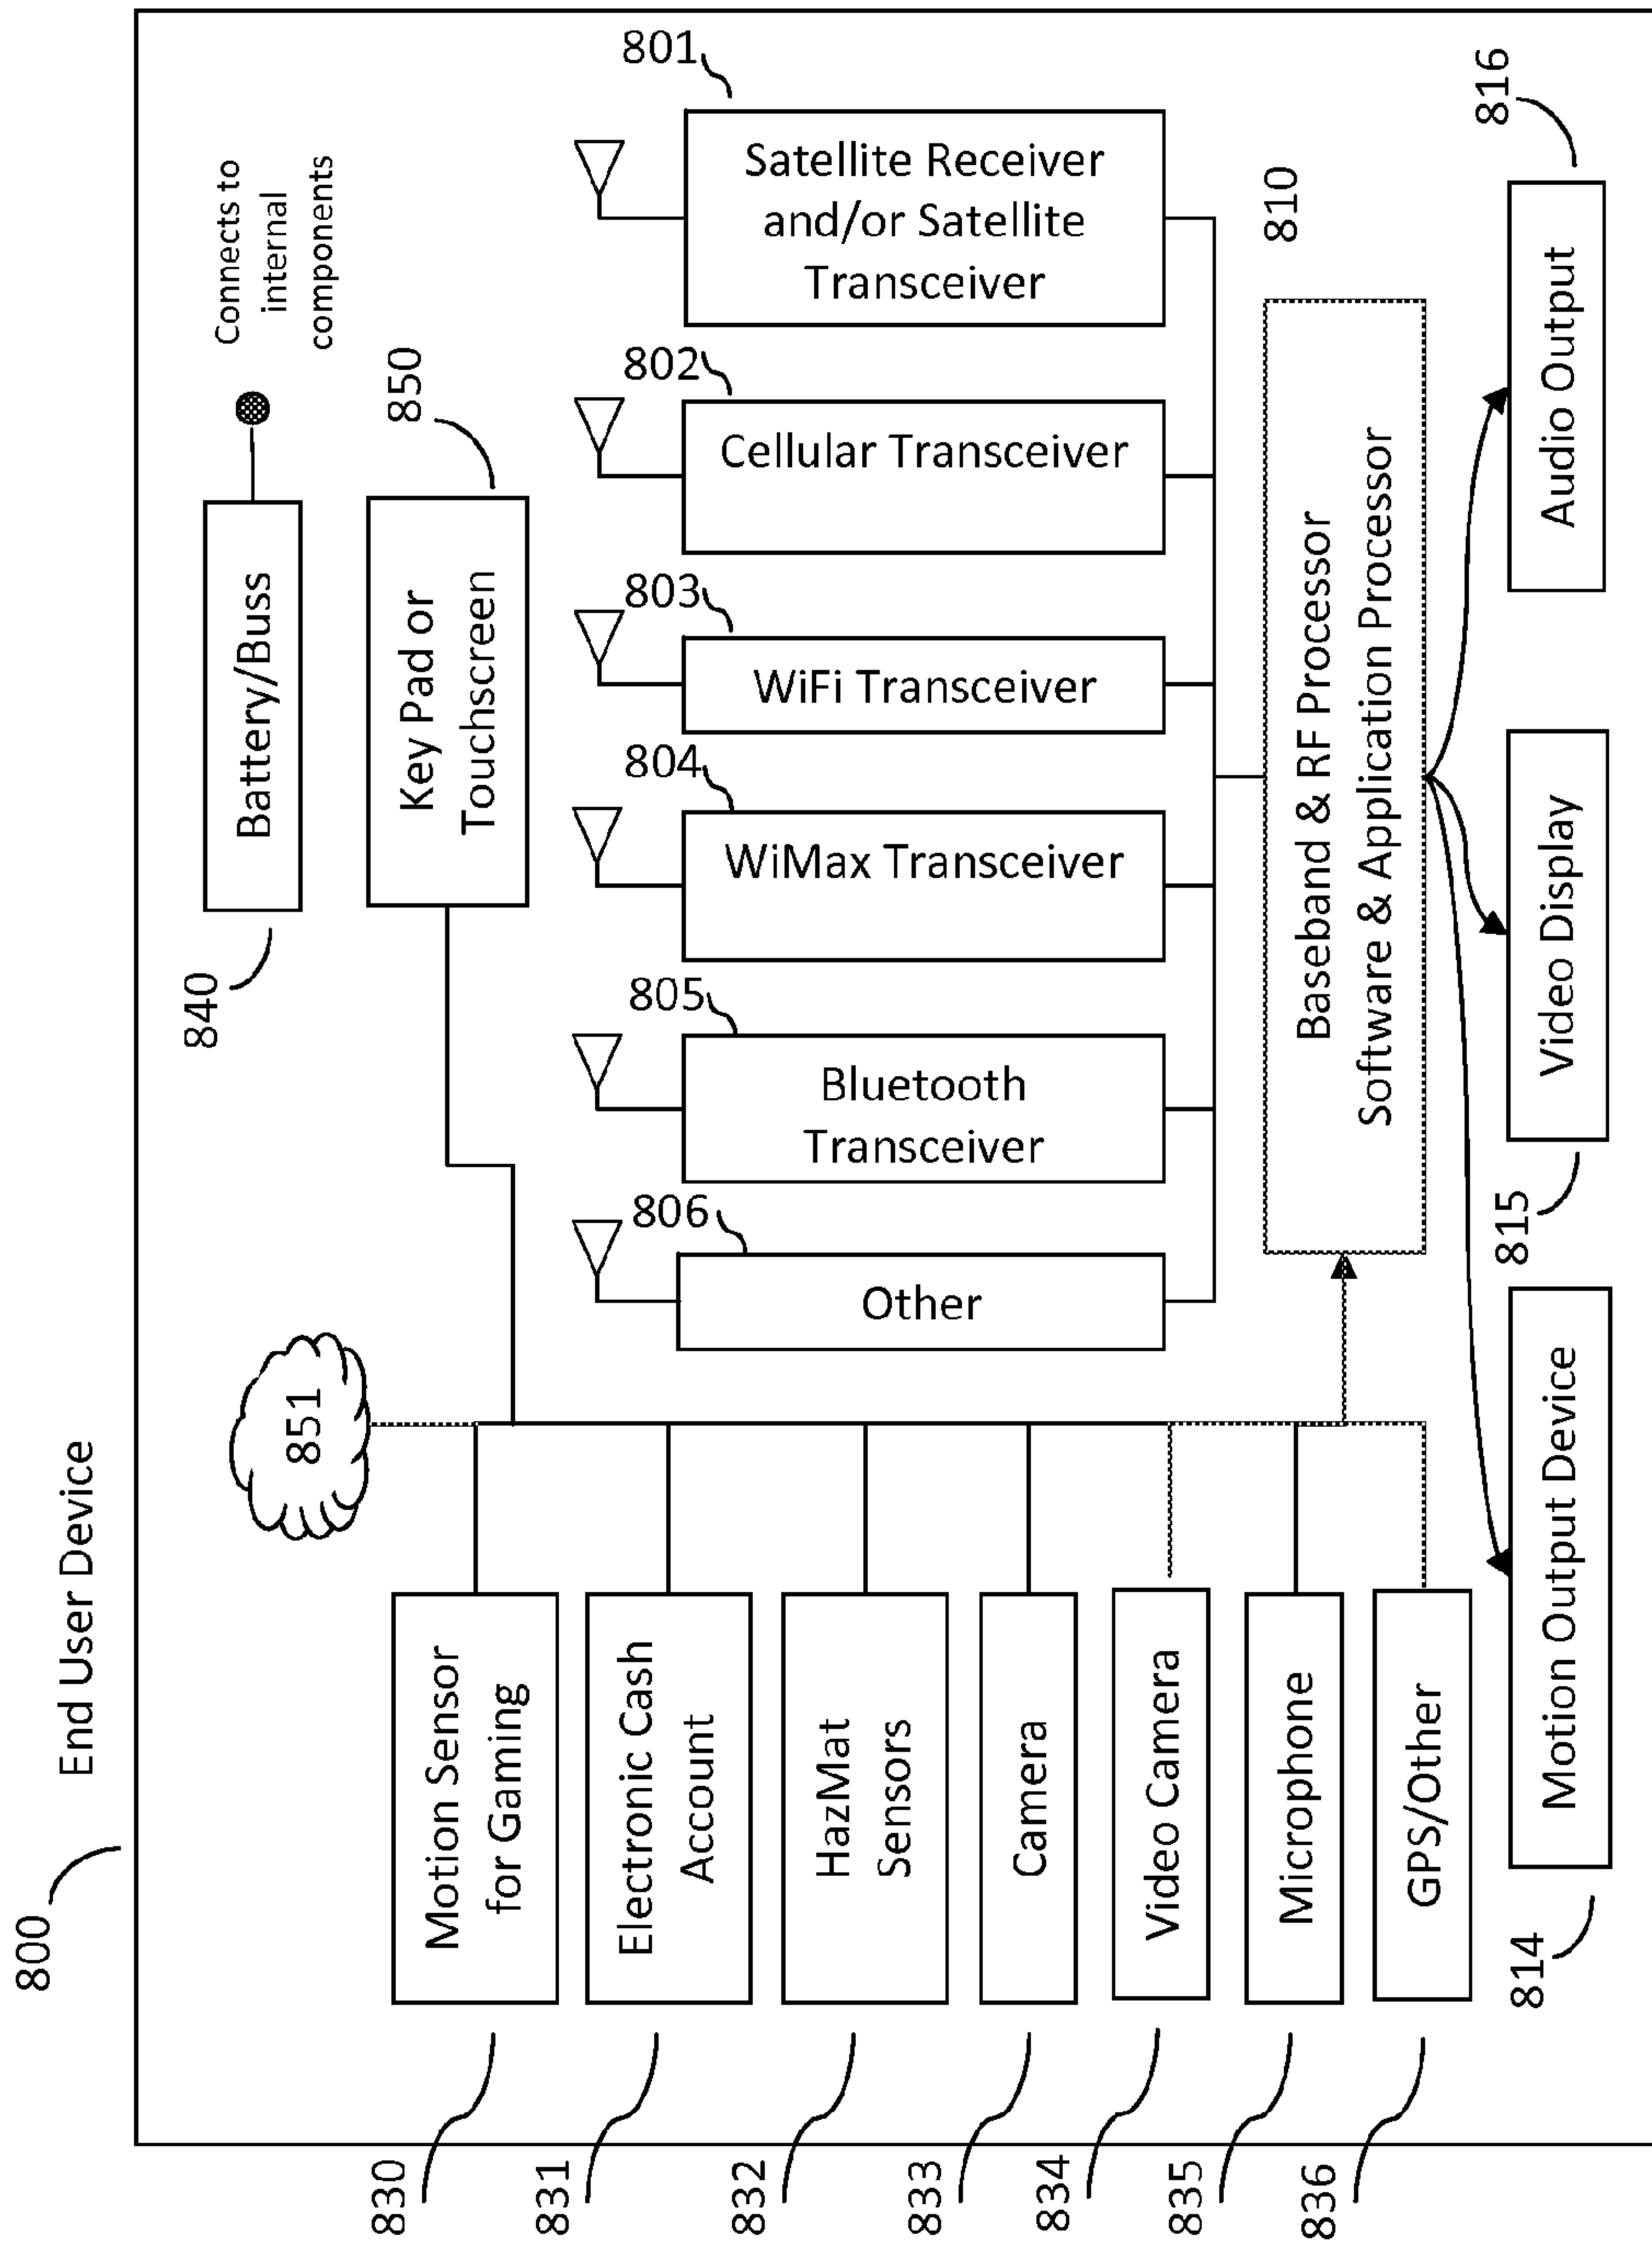 800
End User Device
840
Battery/Buss
Connects to
internal
components
850
Key Pad or
Touchscreen
851
830
Motion Sensor
for Gaming
831
Electronic Cash
Account
832
HazMat
Sensors
833
Camera
834
Video Camera
835
Microphone
836
GPS/Other
806
Other
805
Bluetooth
Transceiver
804
WiMax Transceiver
803
WiFi Transceiver
802
Cellular Transceiver
801
Satellite Receiver
and/or Satellite
Transceiver
810
Baseband & RF Processor
Software & Application Processor
814
Motion Output Device
815
Video Display
816
Audio Output